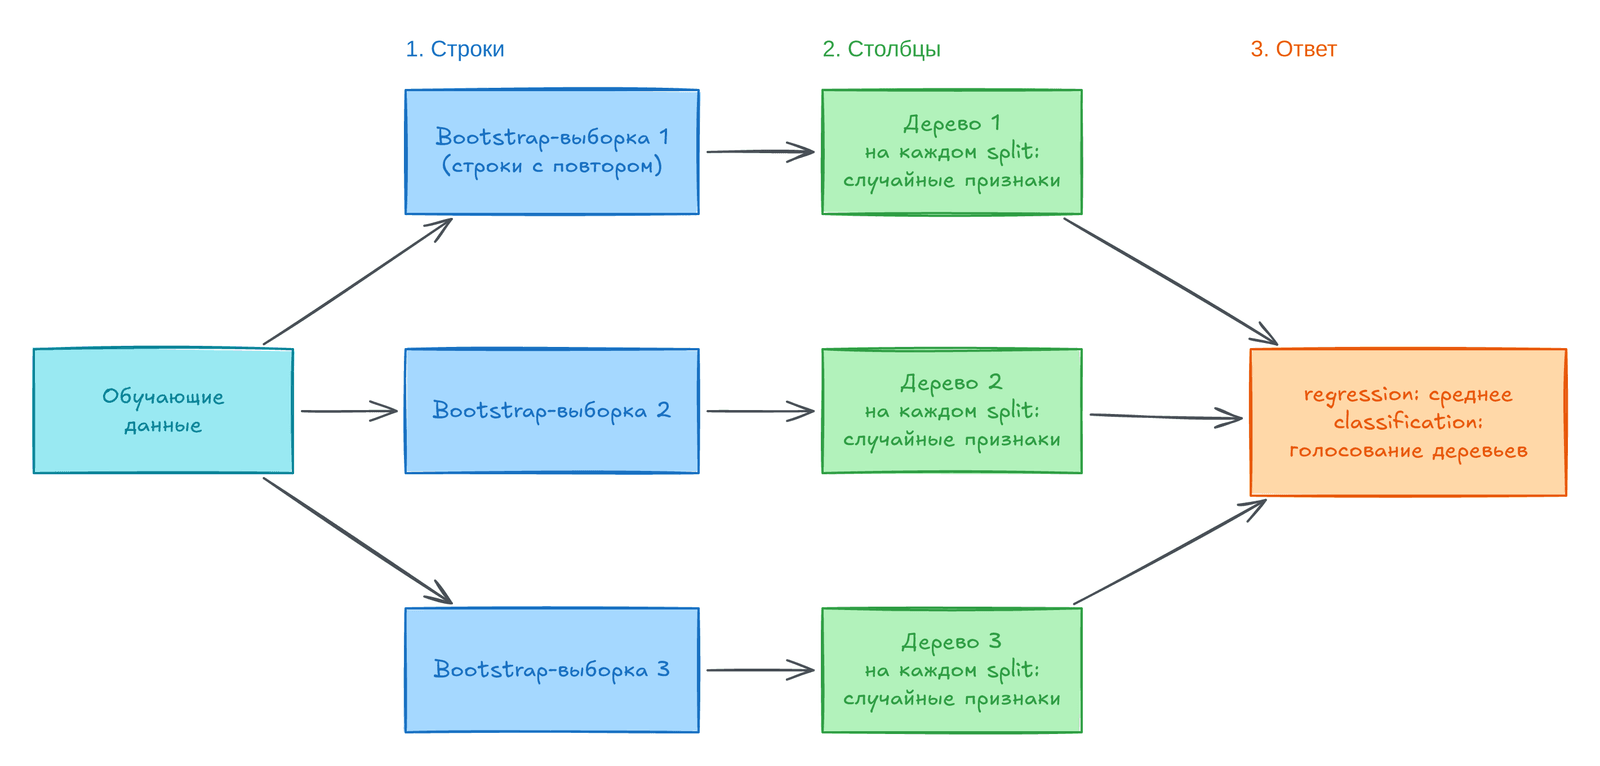 1. Строки
2. Столбцы
3. Ответ
Bootstrap-выборка 1
(строки с повтором)
Дерево 1
на каждом split:
случайные признаки
Обучающие
данные
Bootstrap-выборка 2
Дерево 2
на каждом split:
случайные признаки
regression: среднее
classification:
голосование деревьев
Bootstrap-выборка 3
Дерево 3
на каждом split:
случайные признаки